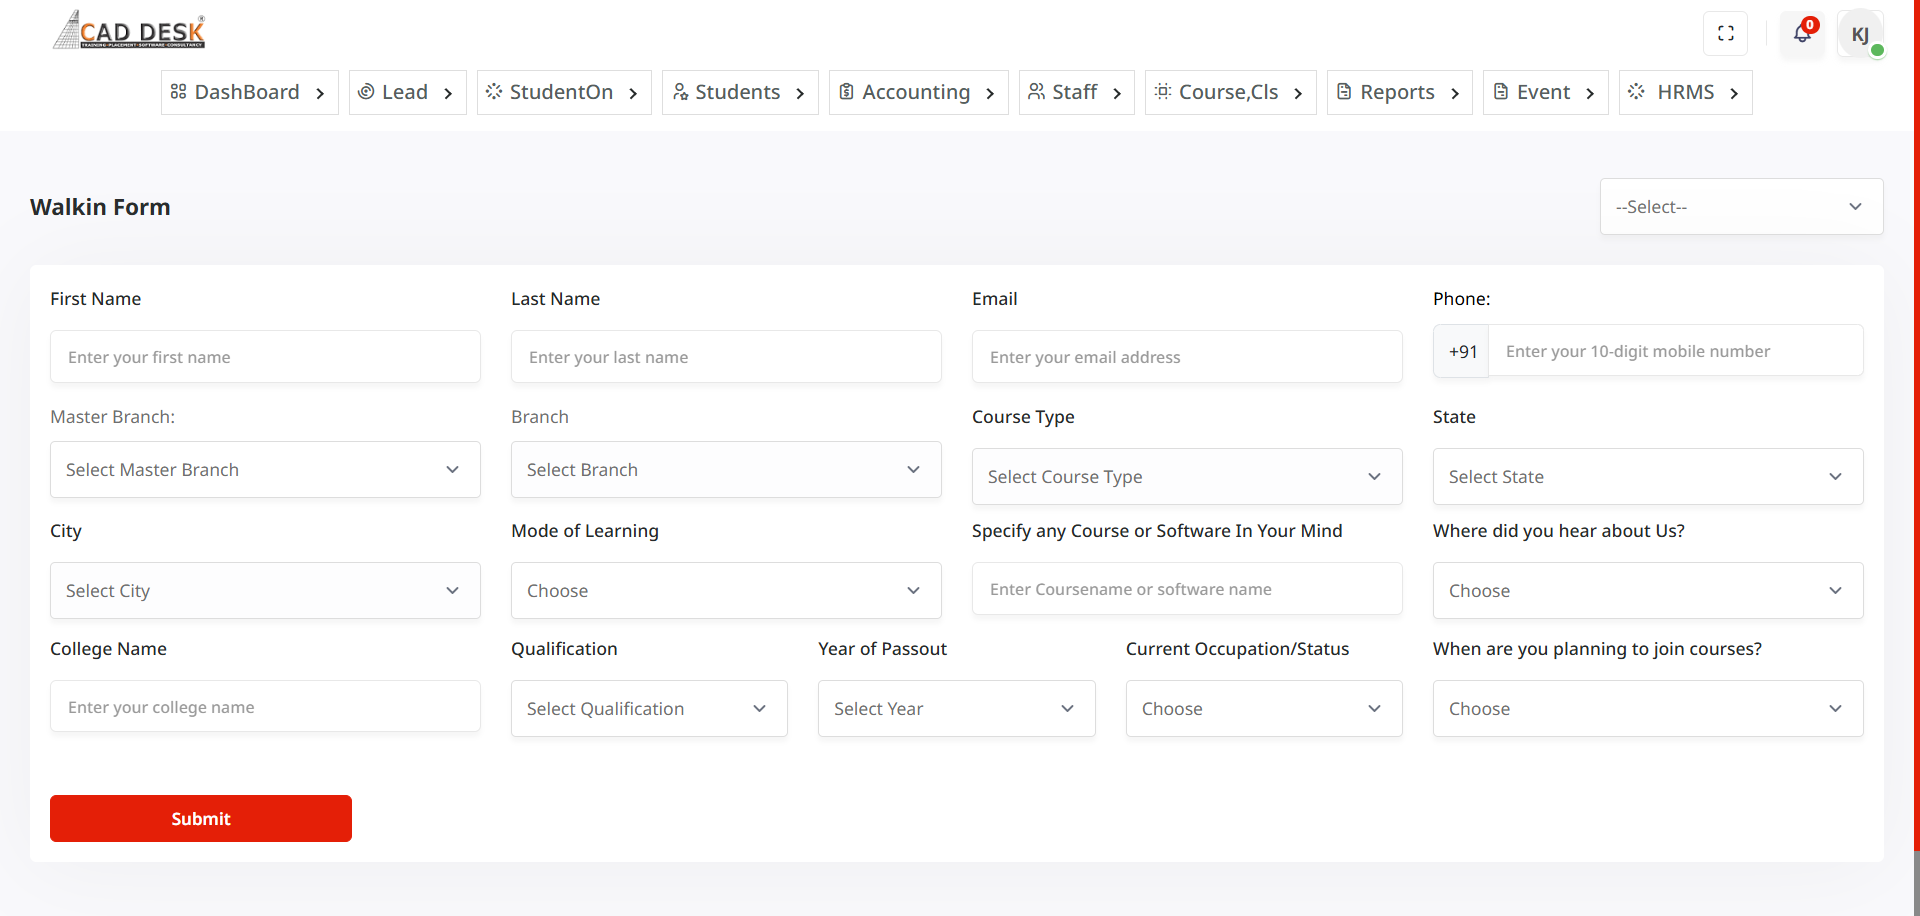 CAD DESK®
TRAINING-PLACEMENT-SOFTWARE-CONSULTANCY
0
KJ
DashBoard
Lead
StudentOn
Students
Accounting
Staff
Course,Cls
Reports
Event
HRMS
Walkin Form
--Select--
First Name
Last Name
Email
Phone:
Enter your first name
Enter your last name
Enter your email address
+91
Enter your 10-digit mobile number
Master Branch:
Branch
Course Type
State
Select Master Branch
Select Branch
Select Course Type
Select State
City
Mode of Learning
Specify any Course or Software In Your Mind
Where did you hear about Us?
Select City
Choose
Enter Coursename or software name
Choose
College Name
Qualification
Year of Passout
Current Occupation/Status
When are you planning to join courses?
Enter your college name
Select Qualification
Select Year
Choose
Choose
Submit